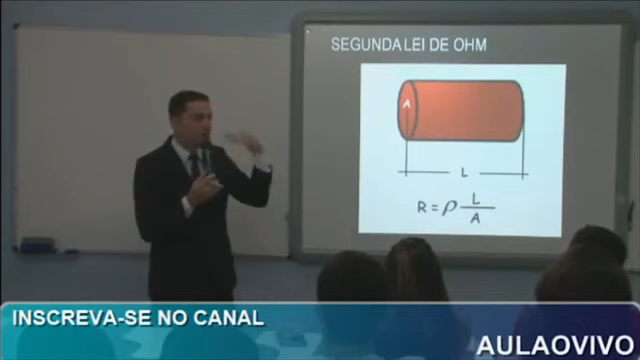 SEGUNDA LEI DE OHM
A
L
R = ρ L/A
INSCREVA-SE NO CANAL
AULAOVIVO